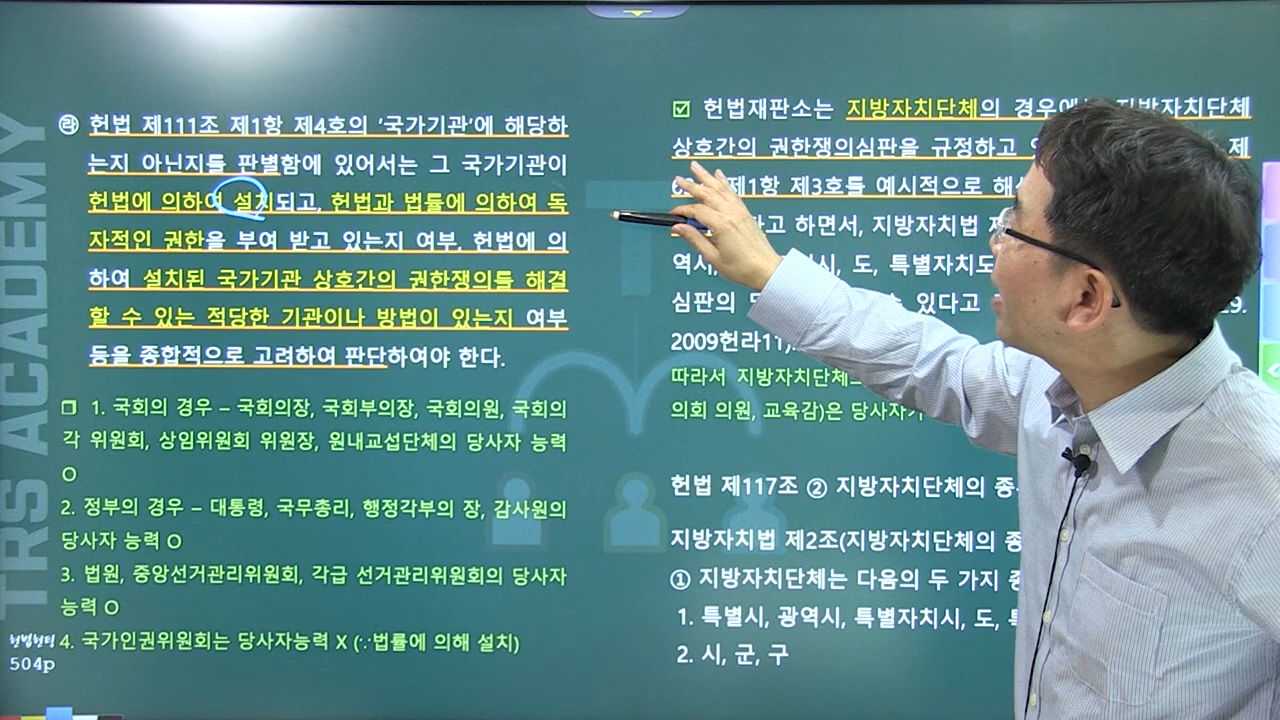 TRS ACADEMY
㉣ 헌법 제111조 제1항 제4호의 '국가기관'에 해당하
는지 아닌지를 판별함에 있어서는 그 국가기관이
헌법에 의하여 설치되고, 헌법과 법률에 의하여 독
자적인 권한을 부여 받고 있는지 여부, 헌법에 의
하여 설치된 국가기관 상호간의 권한쟁의를 해결
할 수 있는 적당한 기관이나 방법이 있는지 여부
등을 종합적으로 고려하여 판단하여야 한다.
❒ 1. 국회의 경우 – 국회의장, 국회부의장, 국회의원, 국회의
각 위원회, 상임위원회 위원장, 원내교섭단체의 당사자 능력
O
2. 정부의 경우 – 대통령, 국무총리, 행정각부의 장, 감사원의
당사자 능력 O
3. 법원, 중앙선거관리위원회, 각급 선거관리위원회의 당사자
능력 O
4. 국가인권위원회는 당사자능력 X (∵법률에 의해 설치)
헌법헌터
504p
☑ 헌법재판소는 지방자치단체의 경우에 지방자치단체
상호간의 권한쟁의심판을 규정하고 제
제1항 제3호를 예시적으로 해
고 하면서, 지방자치법
역시, 시, 도, 특별자치도
심판의 있다고 29.
2009헌라11)
따라서 지방자치단체
의회 의원, 교육감)은 당사자가
헌법 제117조 ② 지방자치단체의 종
지방자치법 제2조(지방자치단체의 종
① 지방자치단체는 다음의 두 가지 종
1. 특별시, 광역시, 특별자치시, 도,
2. 시, 군, 구